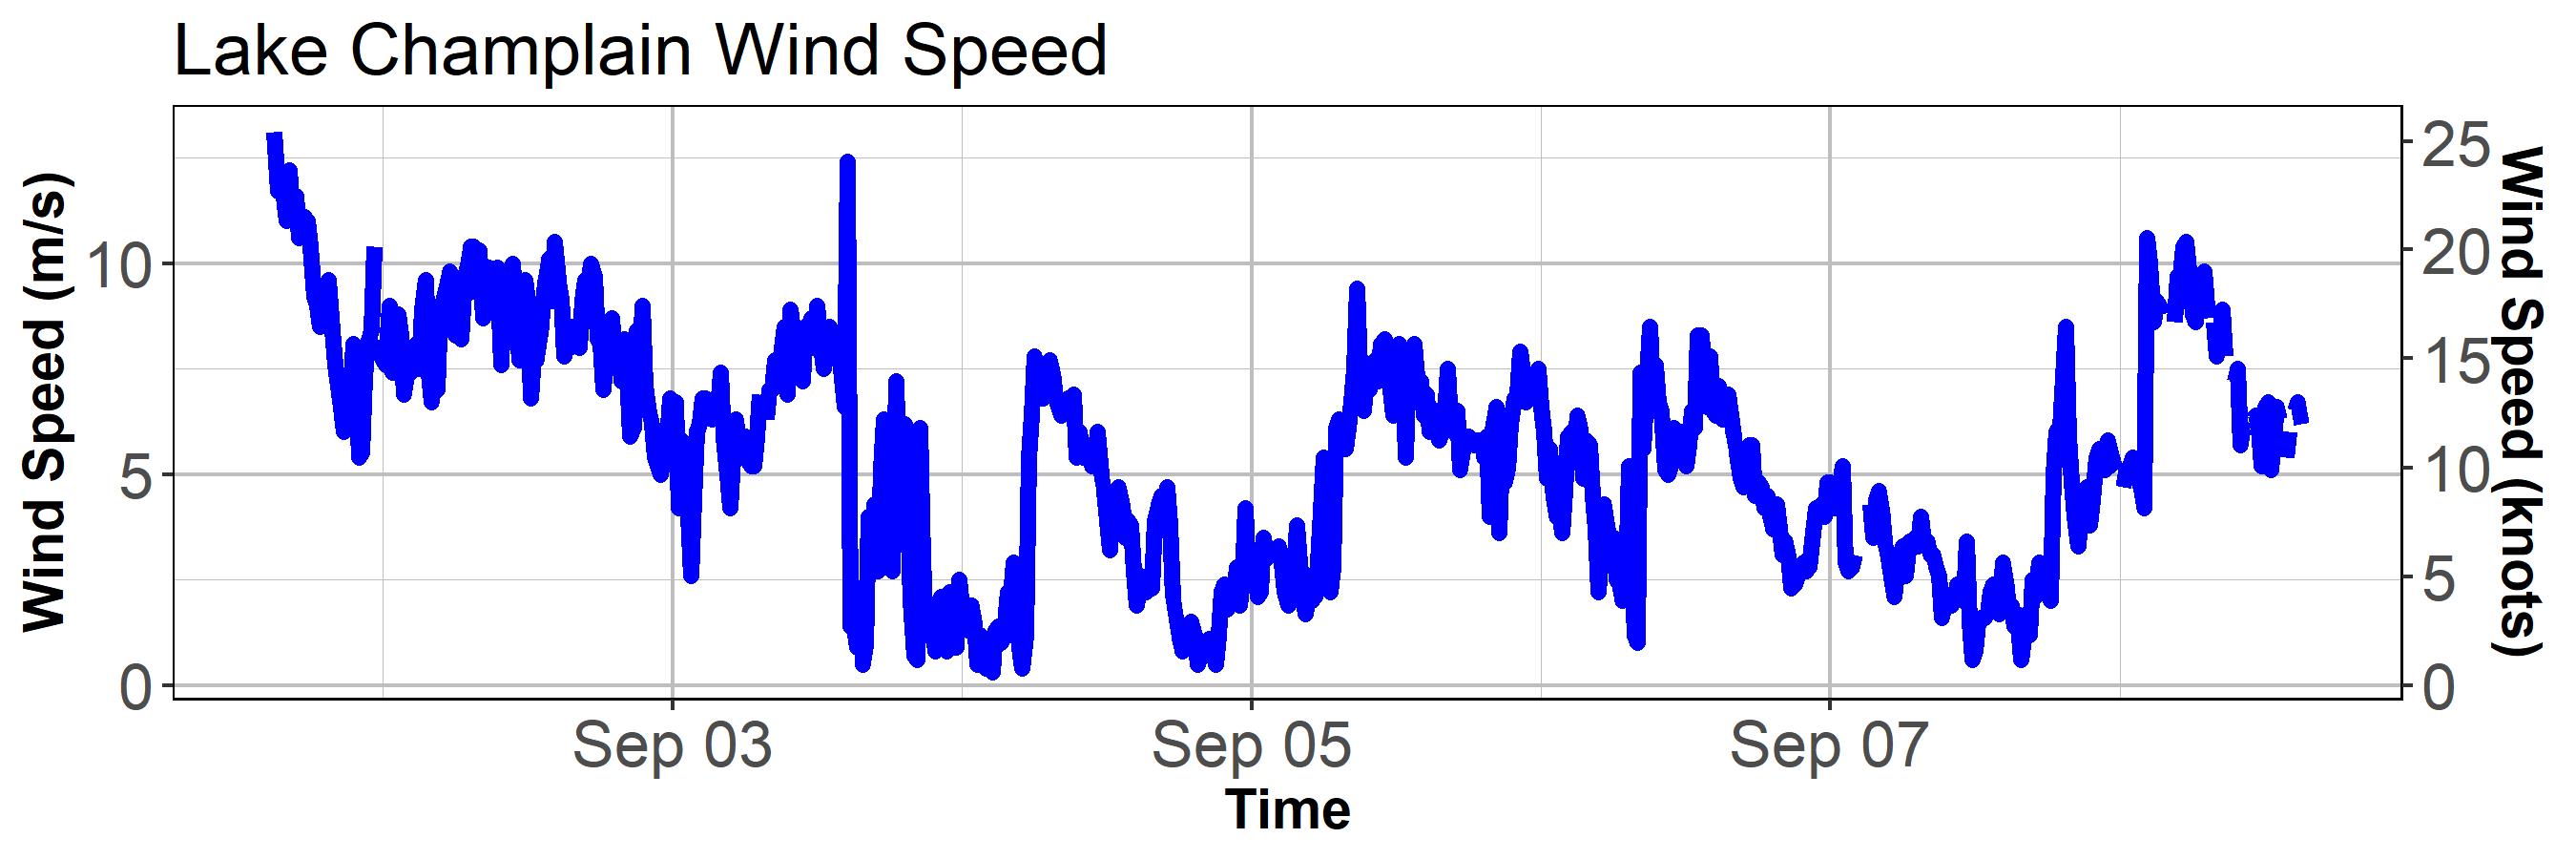 Lake Champlain Wind Speed
Wind Speed (m/s)
10
5
0
25
20
15
10
5
0
Wind Speed (knots)
Sep 03
Sep 05
Sep 07
Time